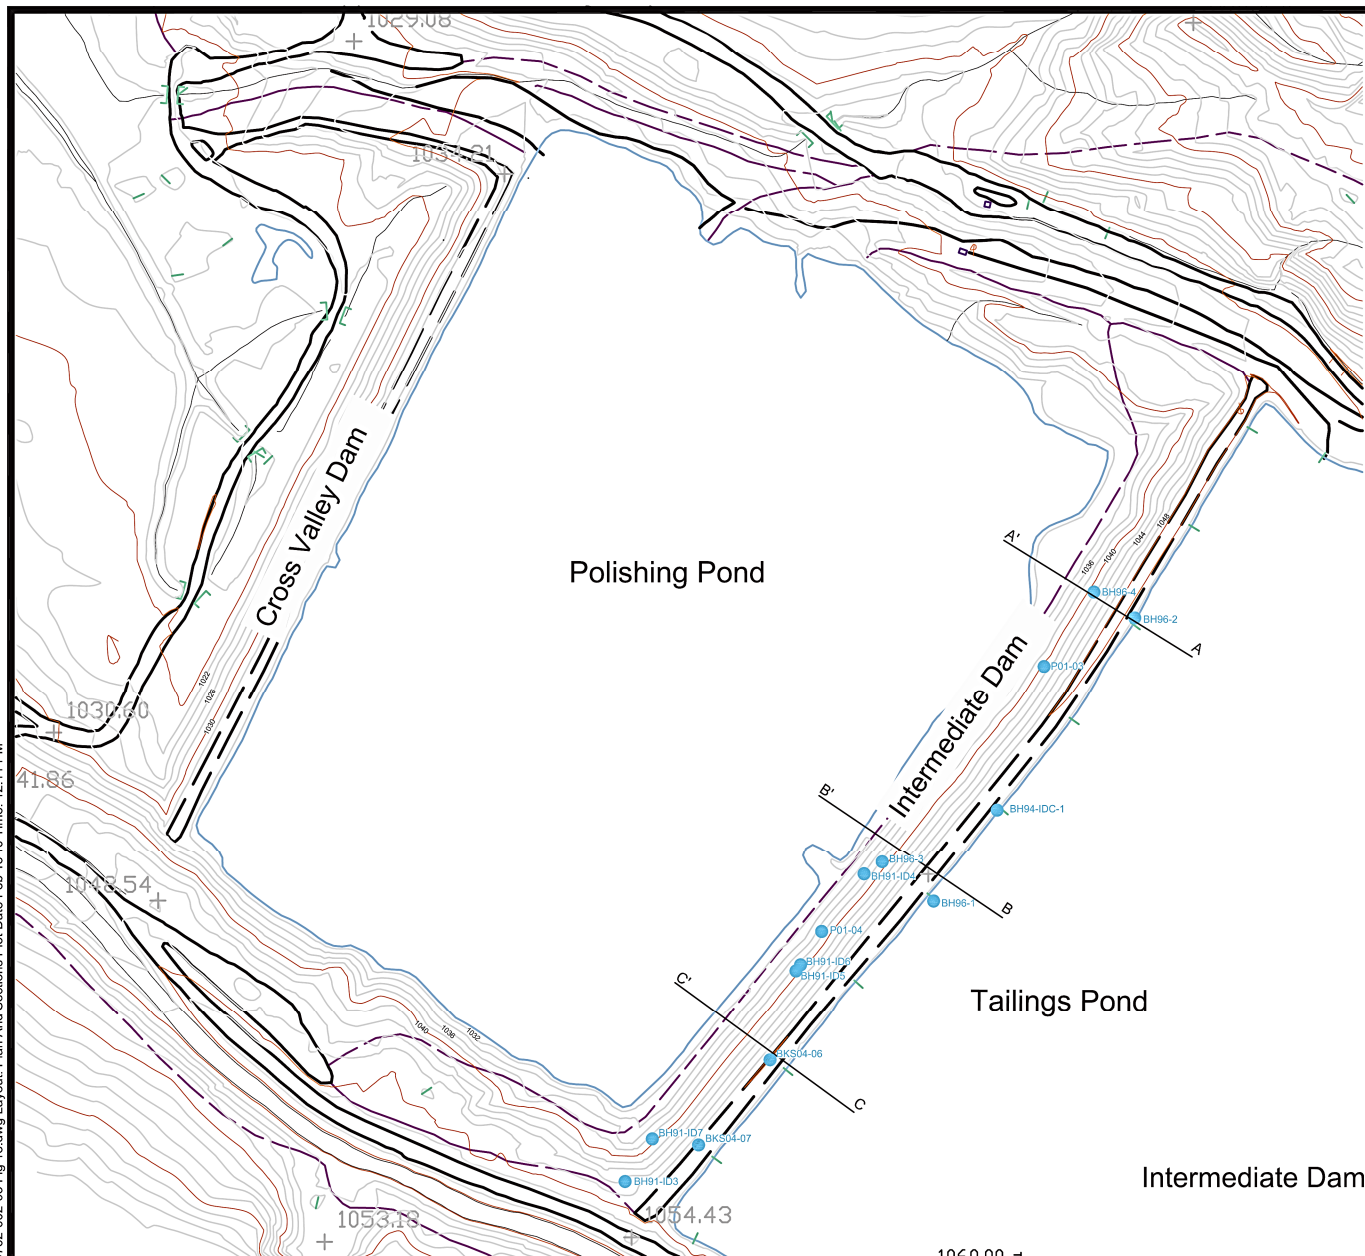 1029.08
1034.21
Cross Valley Dam
Polishing Pond
A'
1036
1040
1044
1048
BH96-4
BH96-2
A
P01-03
Intermediate Dam
1022
1026
1030
1030.60
41.86
B'
BH94-IDC-1
BH96-3
BH91-ID4
1048.54
BH96-1
B
P01-04
BH91-ID6
BH91-ID5
C'
Tailings Pond
1040
1036
1032
BKS04-06
C
BH91-ID7
BKS04-07
BH91-ID3
Intermediate Dam
1053.18
1054.43